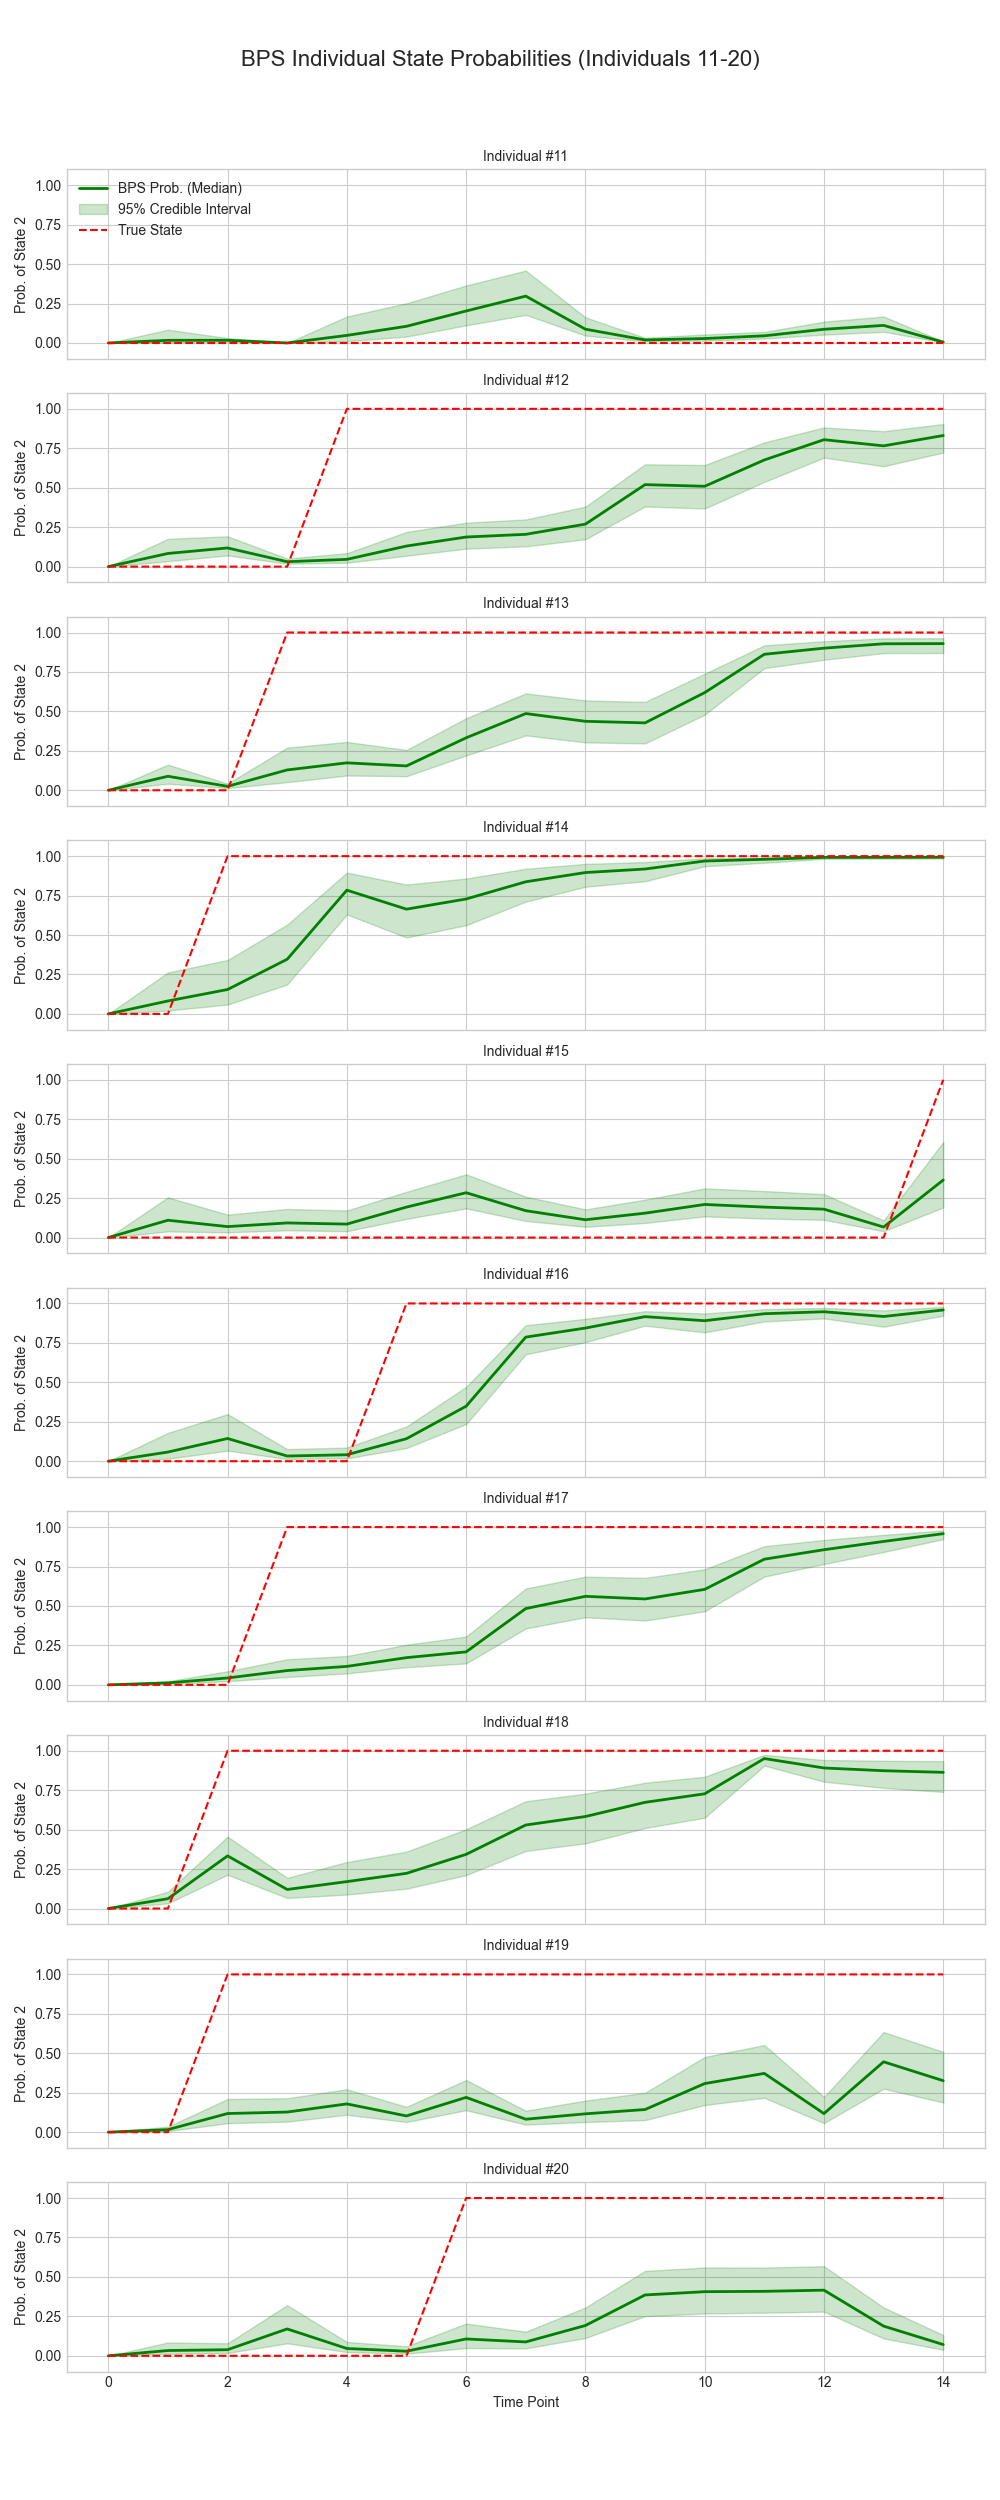 BPS Individual State Probabilities (Individuals 11-20)
Individual #11
Prob. of State 2
1.00
0.75
0.50
0.25
0.00
BPS Prob. (Median)
95% Credible Interval
True State
Individual #12
Prob. of State 2
1.00
0.75
0.50
0.25
0.00
Individual #13
Prob. of State 2
1.00
0.75
0.50
0.25
0.00
Individual #14
Prob. of State 2
1.00
0.75
0.50
0.25
0.00
Individual #15
Prob. of State 2
1.00
0.75
0.50
0.25
0.00
Individual #16
Prob. of State 2
1.00
0.75
0.50
0.25
0.00
Individual #17
Prob. of State 2
1.00
0.75
0.50
0.25
0.00
Individual #18
Prob. of State 2
1.00
0.75
0.50
0.25
0.00
Individual #19
Prob. of State 2
1.00
0.75
0.50
0.25
0.00
Individual #20
Prob. of State 2
1.00
0.75
0.50
0.25
0.00
0 2 4 6 8 10 12 14
Time Point